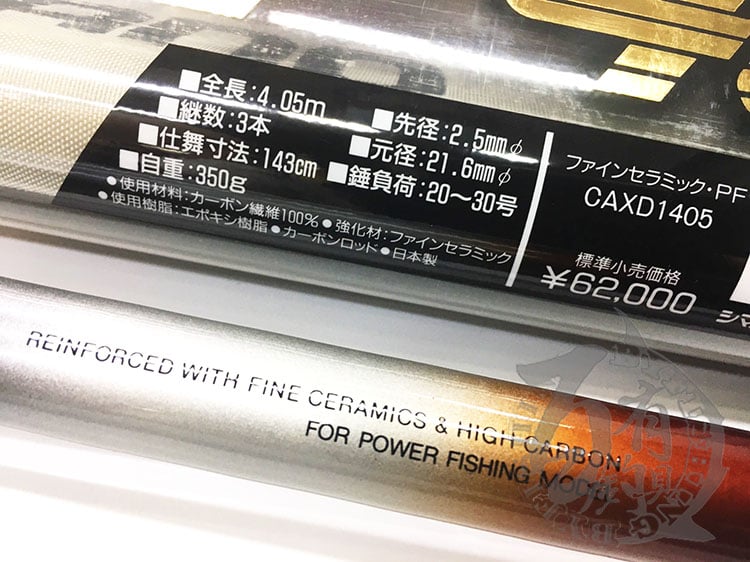 ■全長:4.05m
■継数:3本
■仕舞寸法:143cm
■自重:350g
■先径:2.5mmφ
■元径:21.6mmφ
■錘負荷:20〜30号
●使用材料:カーボン繊維100% ●強化材:ファインセラミック
●使用樹脂:エポキシ樹脂 ●カーボンロッド ●日本製
ファインセラミック・PF
CAXD1405
標準小売価格
¥62,000
シマ
REINFORCED WITH FINE CERAMICS & HIGH CARBON
FOR POWER FISHING MODEL